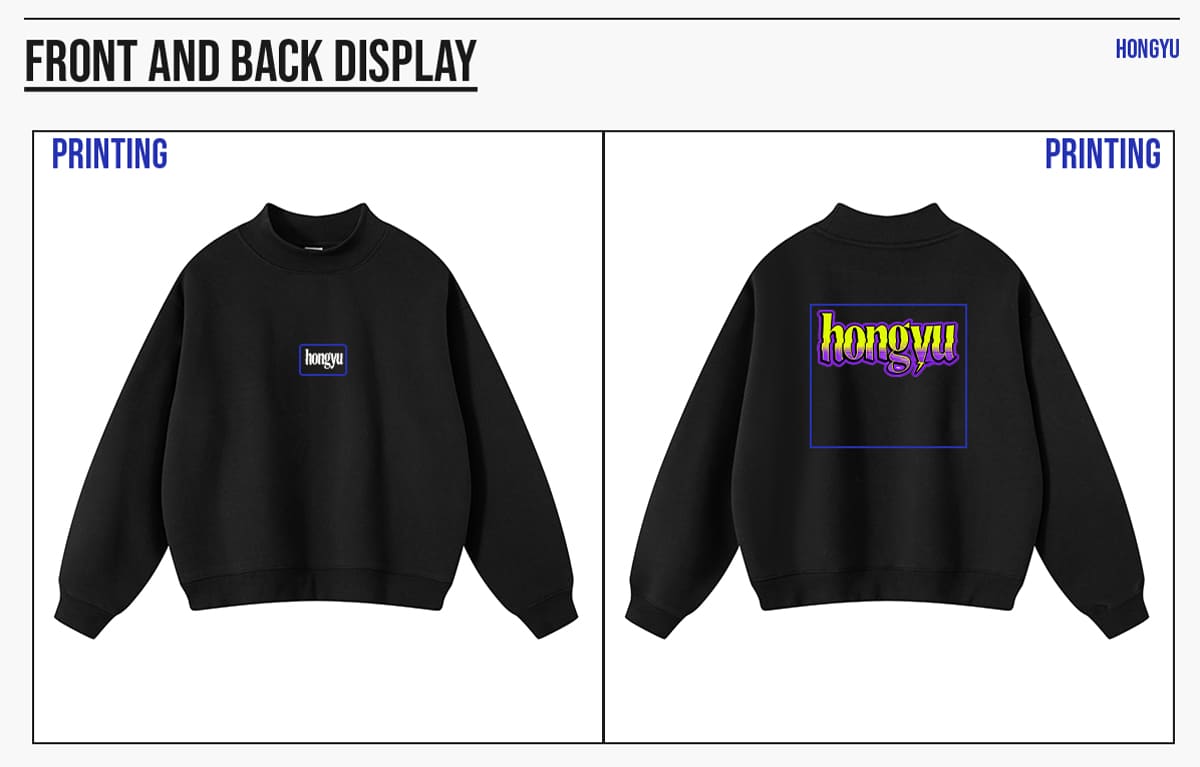 FRONT AND BACK DISPLAY
HONGYU
PRINTING
PRINTING
hongyu
hongyu